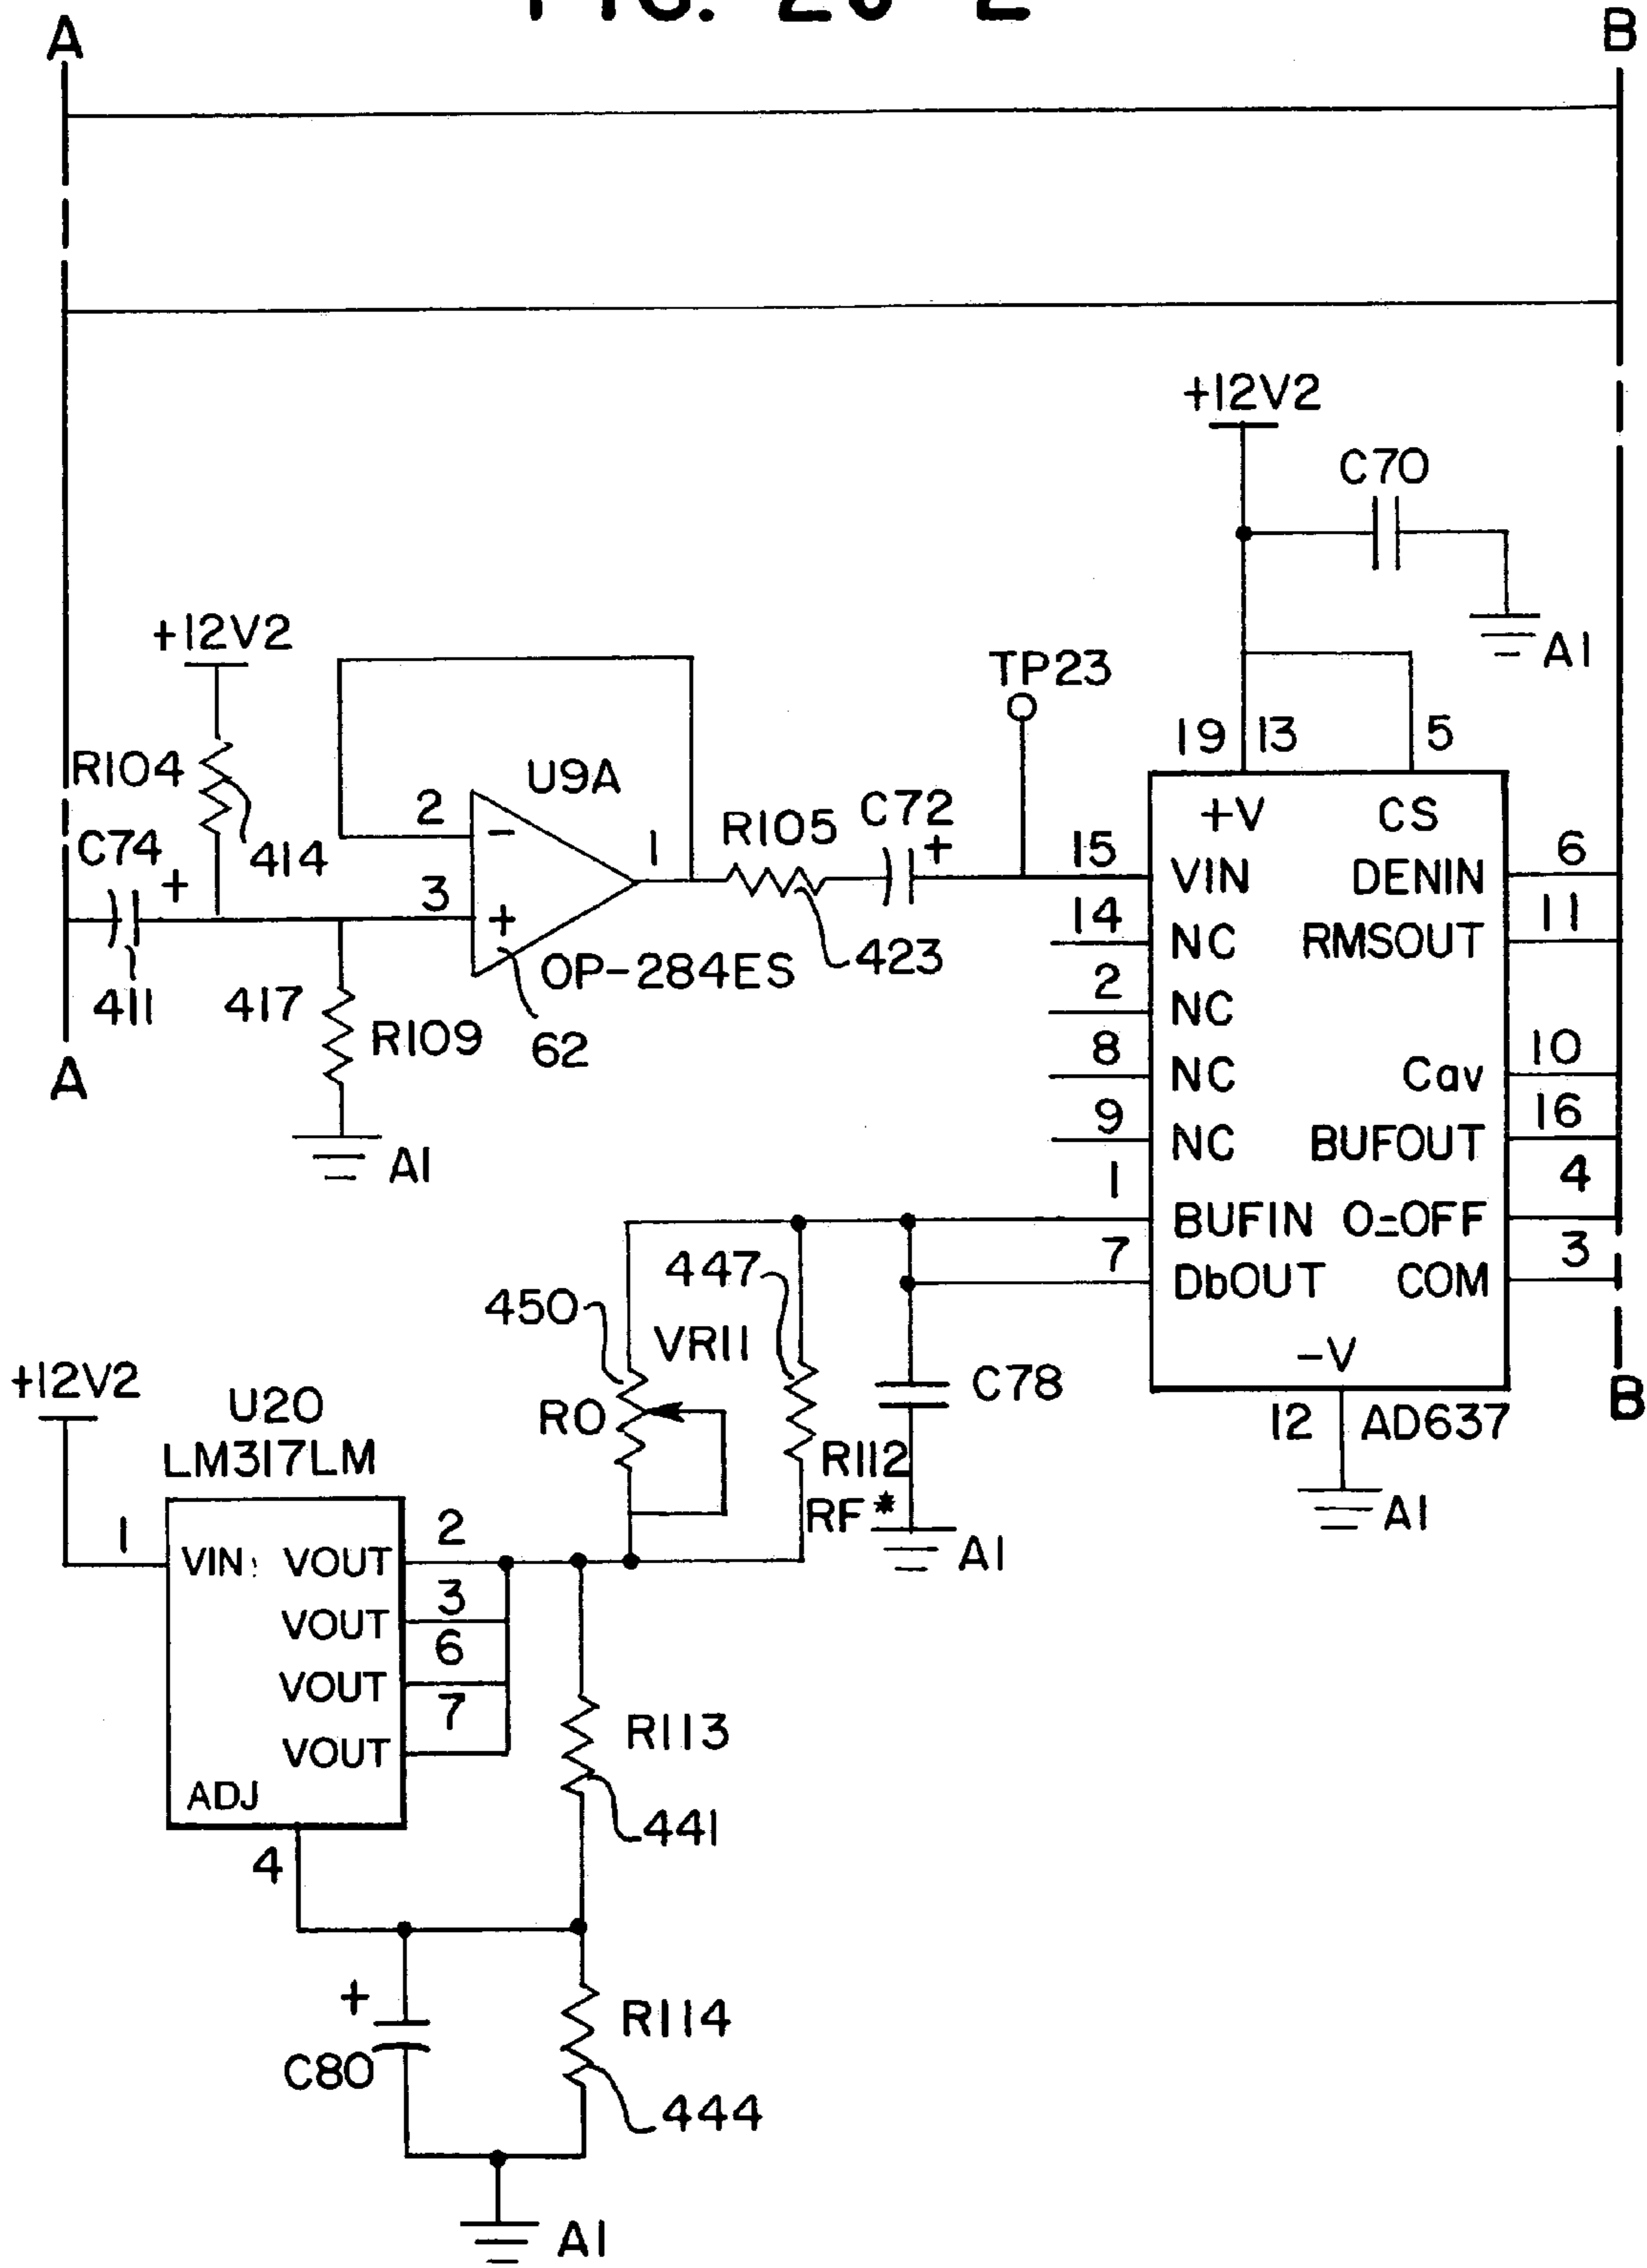 FIG. 20-2
A
B
+12V2
C70
A1
+12V2
TP23
19 13 5
R104
U9A
414
C74
+
2
-
1
R105
C72
+
15
+V CS
VIN DENIN
6
3
+
14
NC RMSOUT
11
411
417
OP-284ES
423
2
NC
R109
62
8
NC Cav
10
A
9
NC BUFOUT
16
A1
1
BUFIN O=OFF
4
447
7
DbOUT COM
3
450
VR11
-V
+12V2
U20
RO
C78
B
LM317LM
12 AD637
R112
RF*
A1
A1
1
VIN VOUT
2
VOUT
3
VOUT
6
VOUT
7
R113
ADJ
441
4
+
R114
C80
444
A1